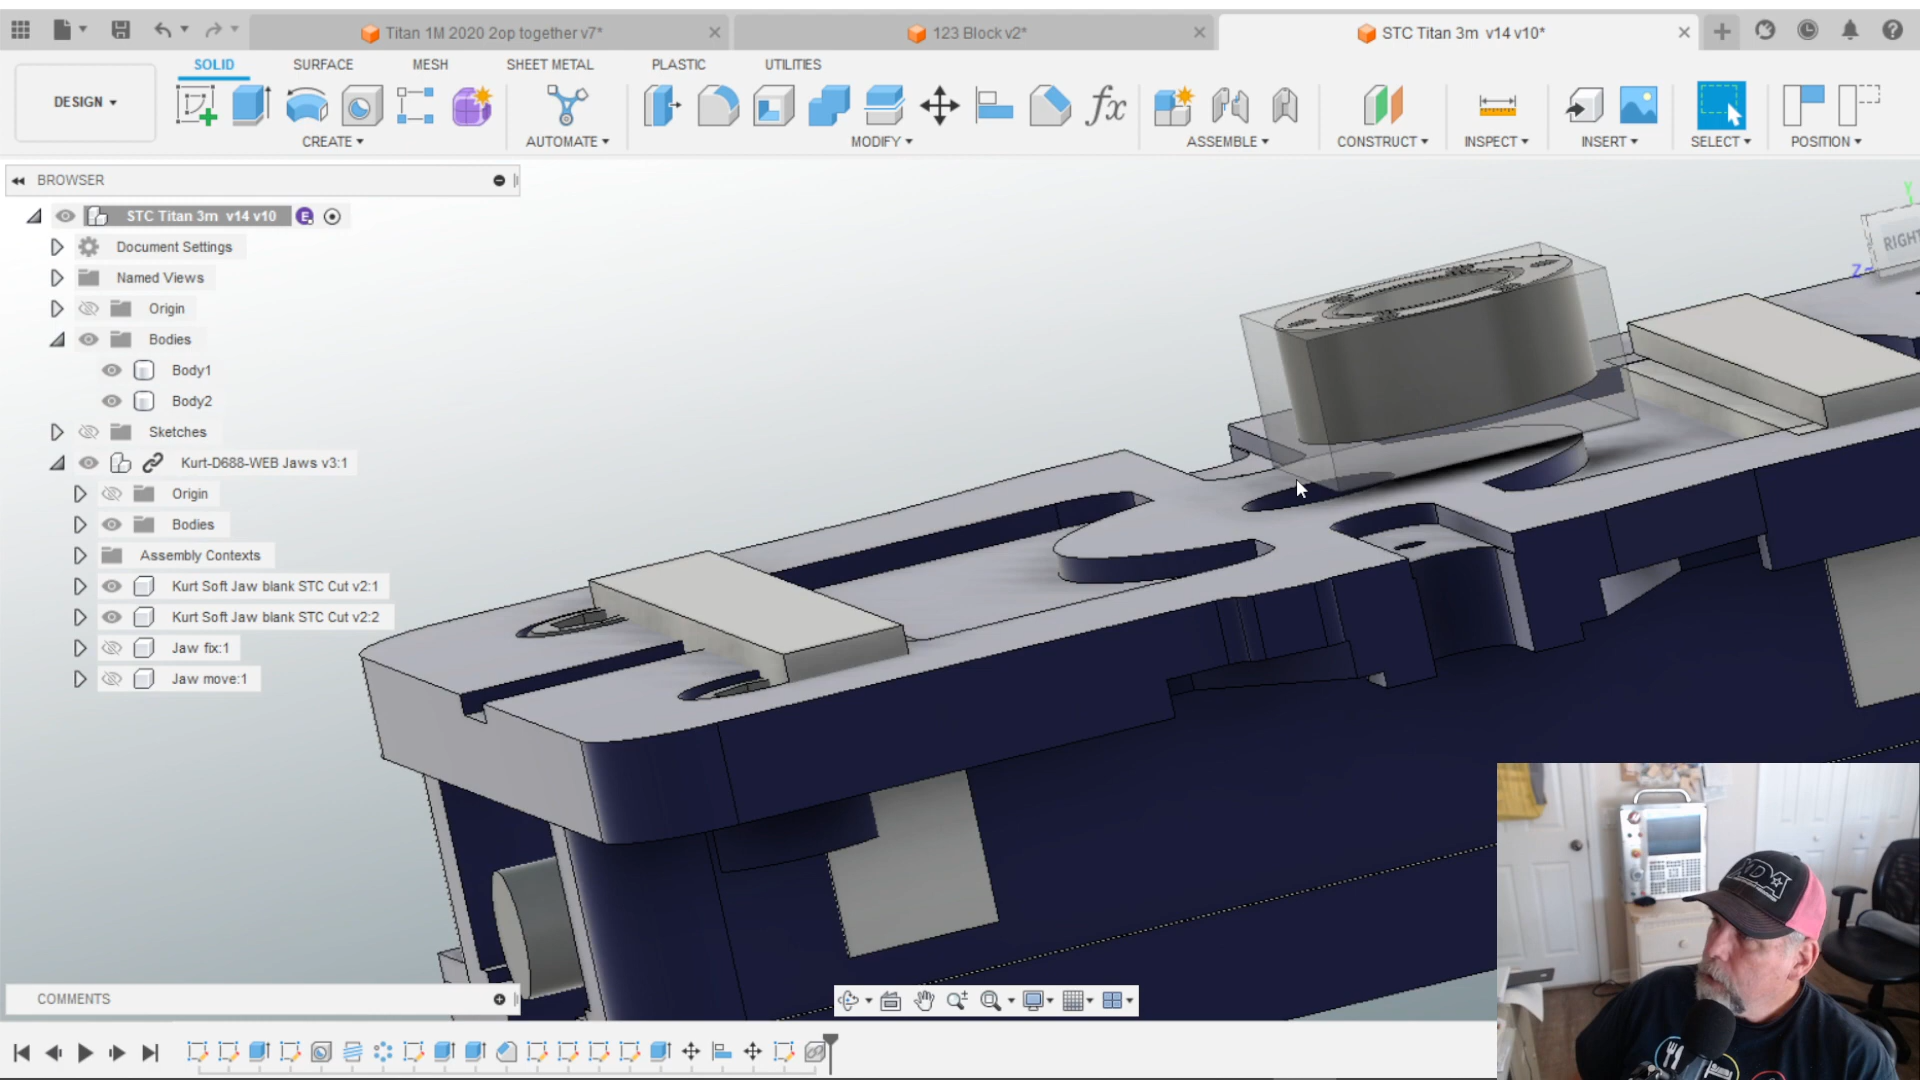 Titan 1M 2020 2op together v7*
123 Block v2*
STC Titan 3m v14 v10*
DESIGN
SOLID
SURFACE
MESH
SHEET METAL
PLASTIC
UTILITIES
fx
CREATE
AUTOMATE
MODIFY
ASSEMBLE
CONSTRUCT
INSPECT
INSERT
SELECT
POSITION
BROWSER
STC Titan 3m v14 v10
E
Document Settings
Named Views
Origin
Bodies
Body1
Body2
Sketches
Kurt-D688-WEB Jaws v3:1
Origin
Bodies
Assembly Contexts
Kurt Soft Jaw blank STC Cut v2:1
Kurt Soft Jaw blank STC Cut v2:2
Jaw fix:1
Jaw move:1
Y
RIGHT
Z
COMMENTS